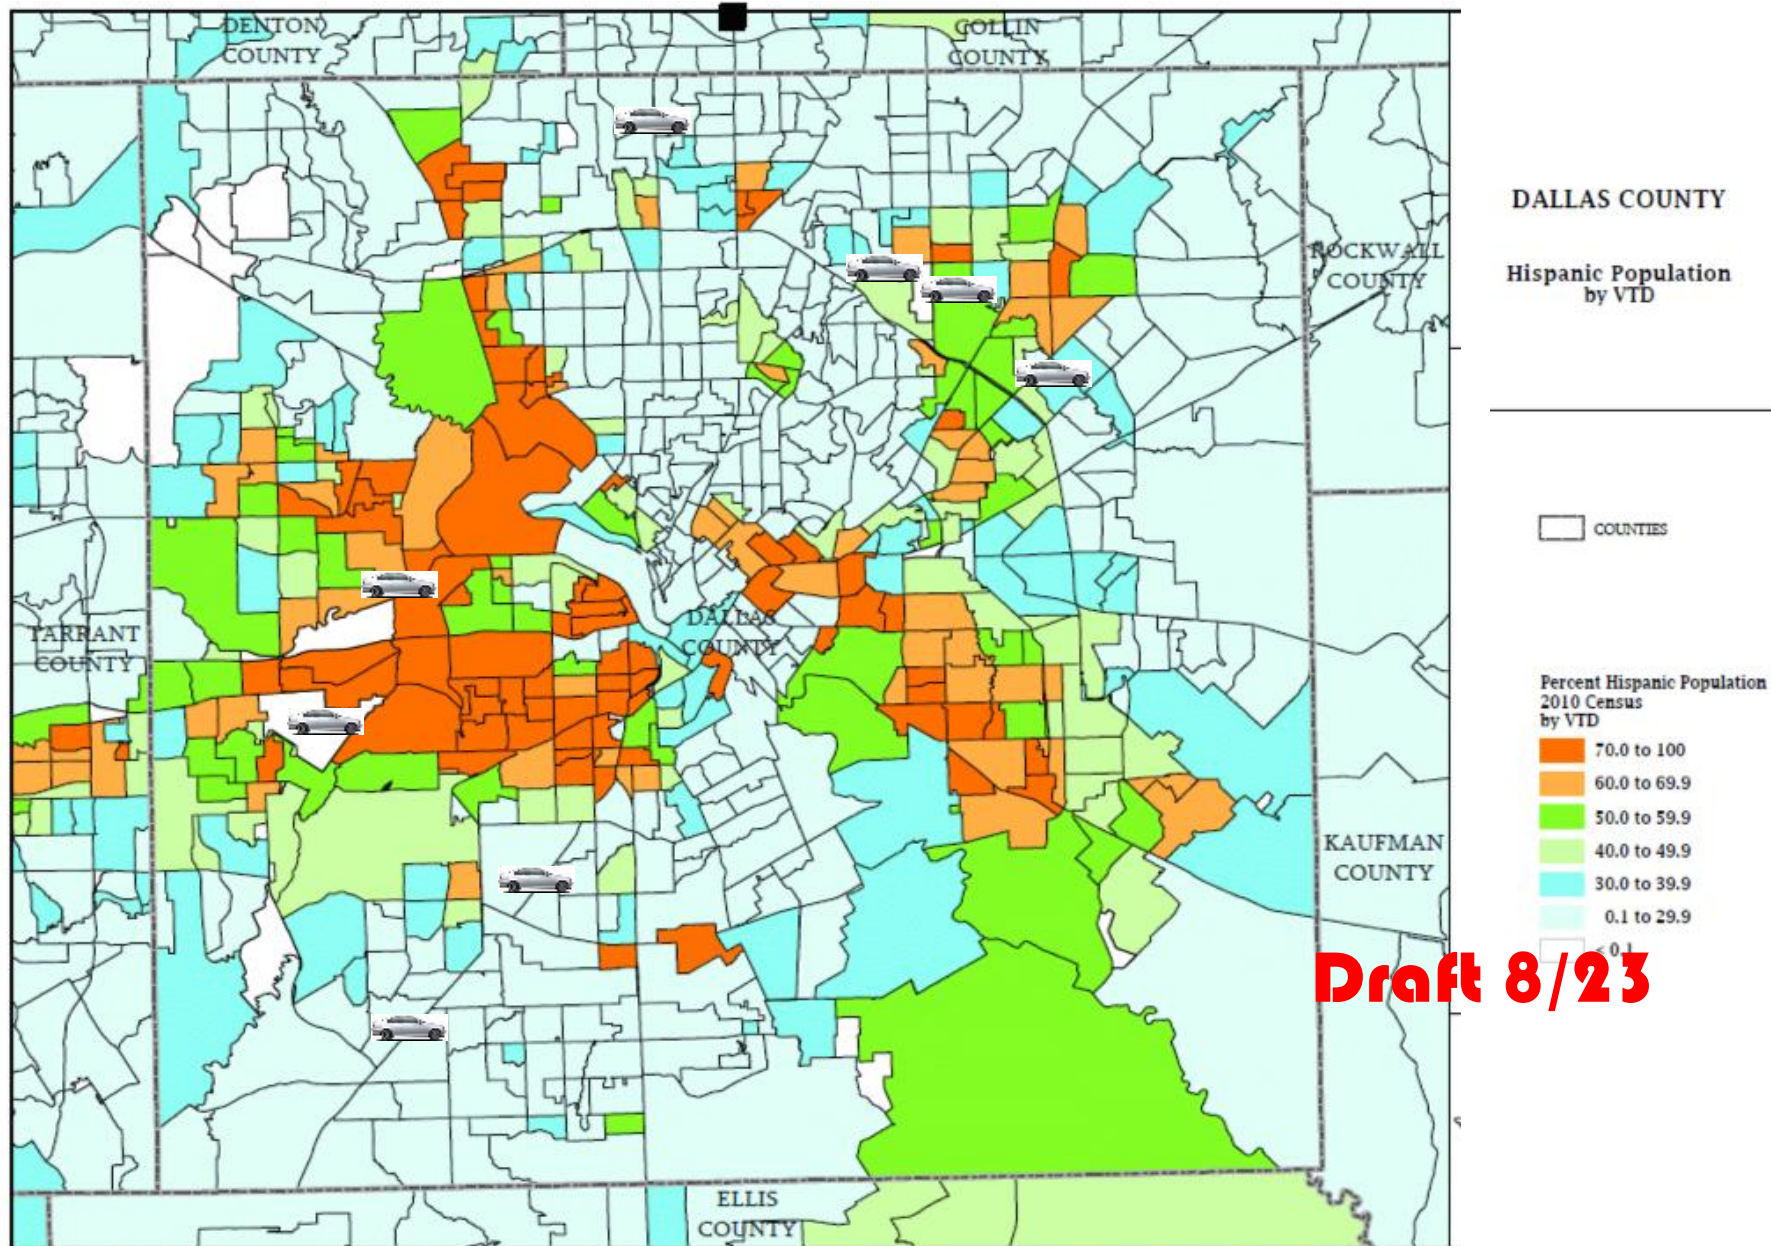 DENTON
COUNTY
COLLIN
COUNTY
ROCKWALL
COUNTY
DALLAS
COUNTY
TARRANT
COUNTY
KAUFMAN
COUNTY
ELLIS
COUNTY
DALLAS COUNTY
Hispanic Population
by VTD
COUNTIES
Percent Hispanic Population
2010 Census
by VTD
70.0 to 100
60.0 to 69.9
50.0 to 59.9
40.0 to 49.9
30.0 to 39.9
0.1 to 29.9
< 0.1
Draft 8/23